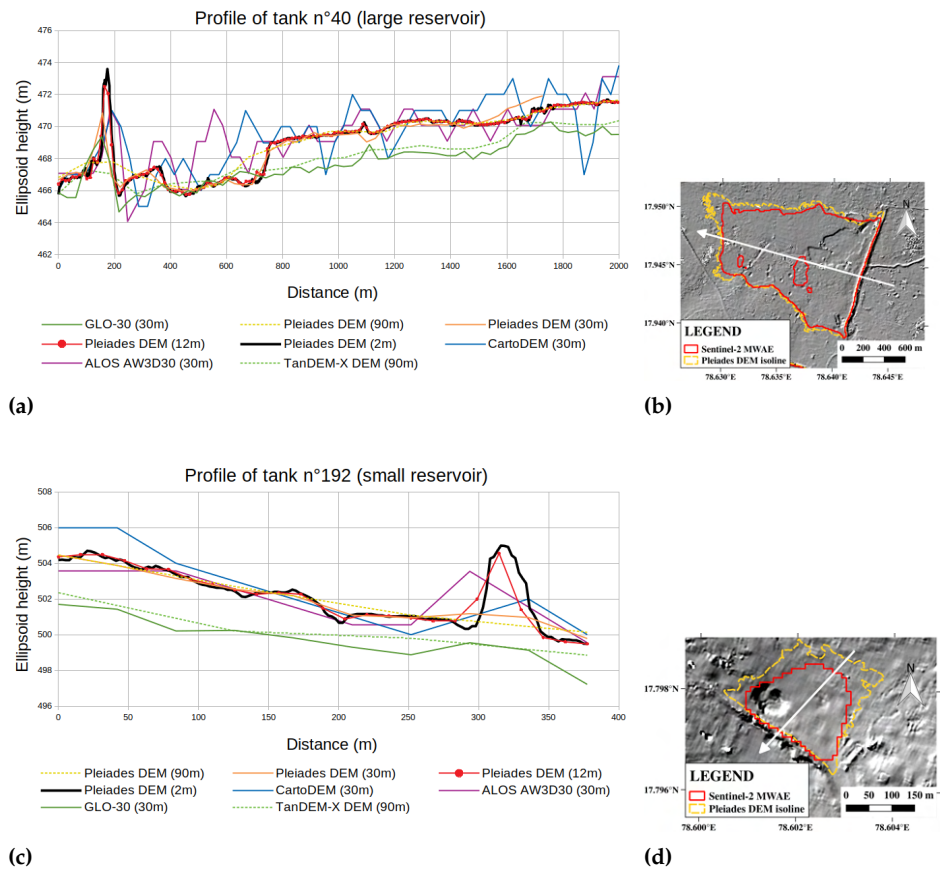 Profile of tank n°40 (large reservoir)
Ellipsoid height (m)
476
474
472
470
468
466
464
462
0 200 400 600 800 1000 1200 1400 1600 1800 2000
Distance (m)
GLO-30 (30m) Pleiades DEM (90m) Pleiades DEM (30m)
Pleiades DEM (12m) Pleiades DEM (2m) CartoDEM (30m)
ALOS AW3D30 (30m) TanDEM-X DEM (90m)
(a)
17.950°N
17.945°N
17.940°N
N
LEGEND
Sentinel-2 MWAE
Pleiades DEM isoline
0 200 400 600 m
78.630°E 78.635°E 78.640°E 78.645°E
(b)
Profile of tank n°192 (small reservoir)
Ellipsoid height (m)
508
506
504
502
500
498
496
0 50 100 150 200 250 300 350 400
Distance (m)
Pleiades DEM (90m) Pleiades DEM (30m) Pleiades DEM (12m)
Pleiades DEM (2m) CartoDEM (30m) ALOS AW3D30 (30m)
GLO-30 (30m) TanDEM-X DEM (90m)
(c)
17.798°N
17.796°N
N
LEGEND
Sentinel-2 MWAE
Pleiades DEM isoline
0 50 100 150 m
78.600°E 78.602°E 78.604°E
(d)